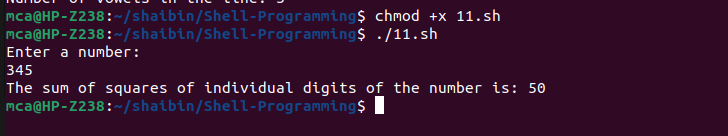 Number of vowels in the line: 5
mca@HP-Z238:~/shaibin/Shell-Programming$ chmod +x 11.sh
mca@HP-Z238:~/shaibin/Shell-Programming$ ./11.sh
Enter a number:
345
The sum of squares of individual digits of the number is: 50
mca@HP-Z238:~/shaibin/Shell-Programming$